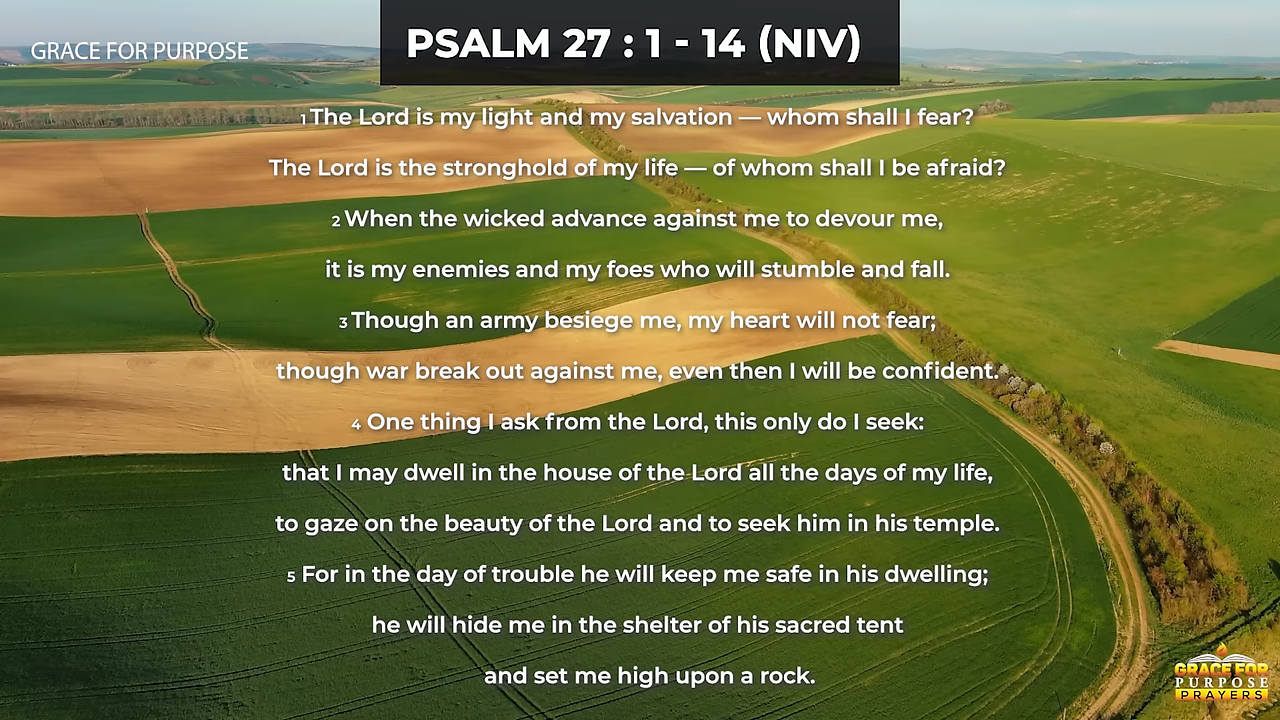 GRACE FOR PURPOSE
PSALM 27 : 1 - 14 (NIV)
1 The Lord is my light and my salvation — whom shall I fear?
The Lord is the stronghold of my life — of whom shall I be afraid?
2 When the wicked advance against me to devour me,
it is my enemies and my foes who will stumble and fall.
3 Though an army besiege me, my heart will not fear;
though war break out against me, even then I will be confident.
4 One thing I ask from the Lord, this only do I seek:
that I may dwell in the house of the Lord all the days of my life,
to gaze on the beauty of the Lord and to seek him in his temple.
5 For in the day of trouble he will keep me safe in his dwelling;
he will hide me in the shelter of his sacred tent
and set me high upon a rock.
GRACE FOR
PURPOSE
PRAYERS